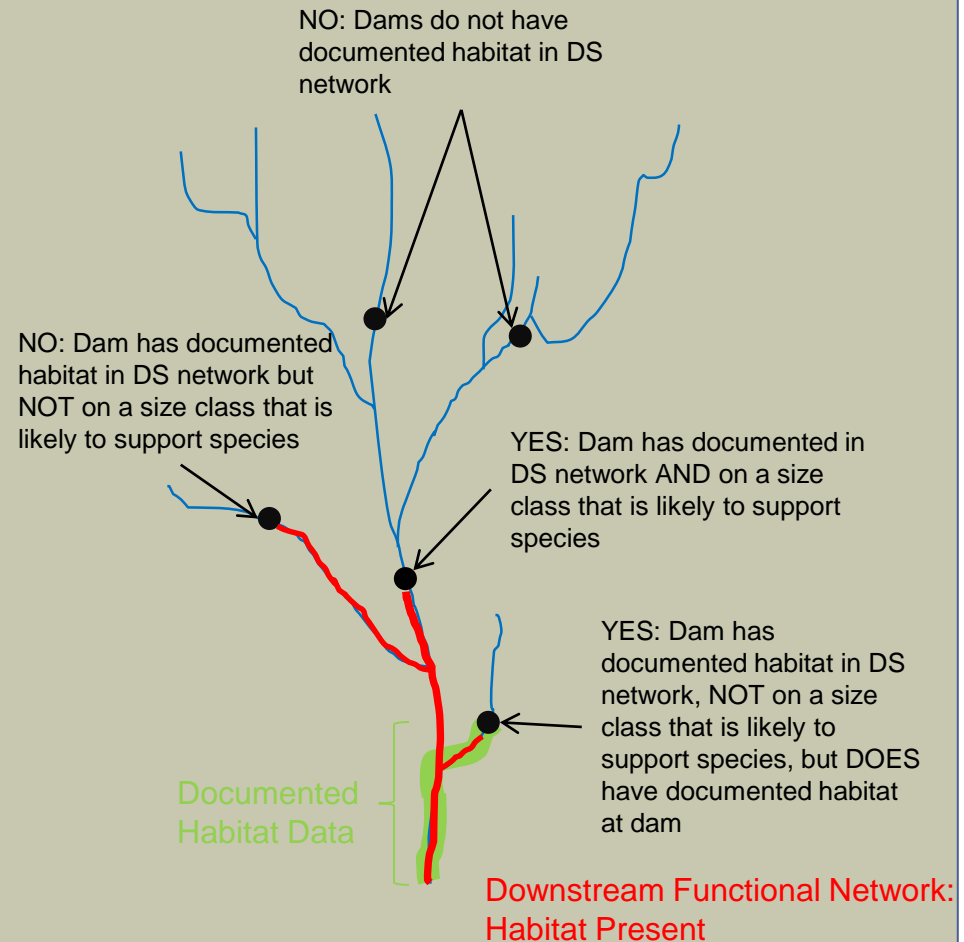 NO: Dams do not have
documented habitat in DS
network
NO: Dam has documented
habitat in DS network but
NOT on a size class that is
likely to support species
YES: Dam has documented in
DS network AND on a size
class that is likely to support
species
YES: Dam has
documented habitat in DS
network, NOT on a size
class that is likely to
support species, but DOES
have documented habitat
at dam
Documented
Habitat Data
Downstream Functional Network:
Habitat Present